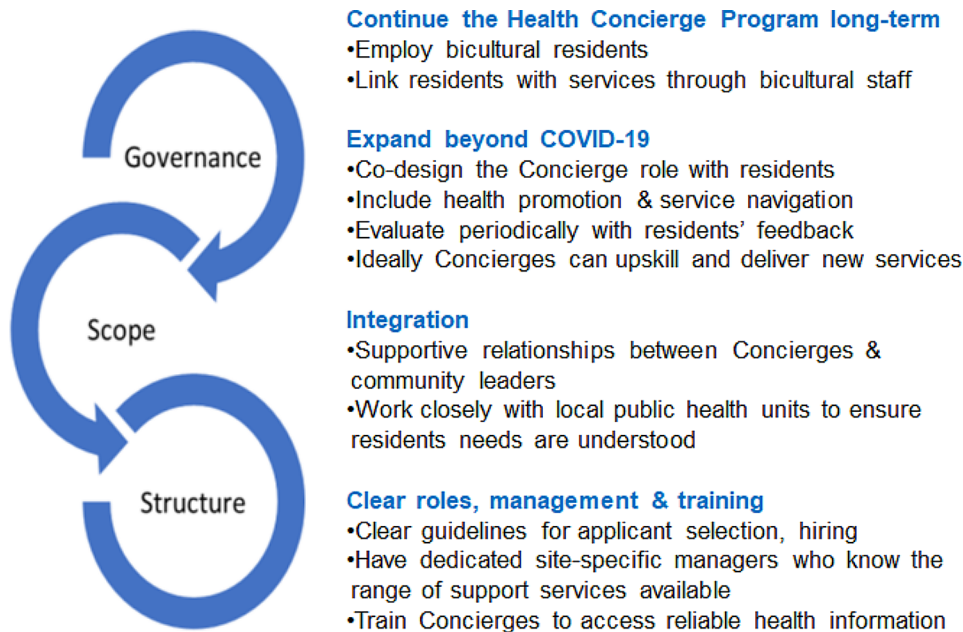 Governance
Scope
Structure
Continue the Health Concierge Program long-term
•Employ bicultural residents
•Link residents with services through bicultural staff
Expand beyond COVID-19
•Co-design the Concierge role with residents
•Include health promotion & service navigation
•Evaluate periodically with residents’ feedback
•Ideally Concierges can upskill and deliver new services
Integration
•Supportive relationships between Concierges &
community leaders
•Work closely with local public health units to ensure
residents needs are understood
Clear roles, management & training
•Clear guidelines for applicant selection, hiring
•Have dedicated site-specific managers who know the
range of support services available
•Train Concierges to access reliable health information